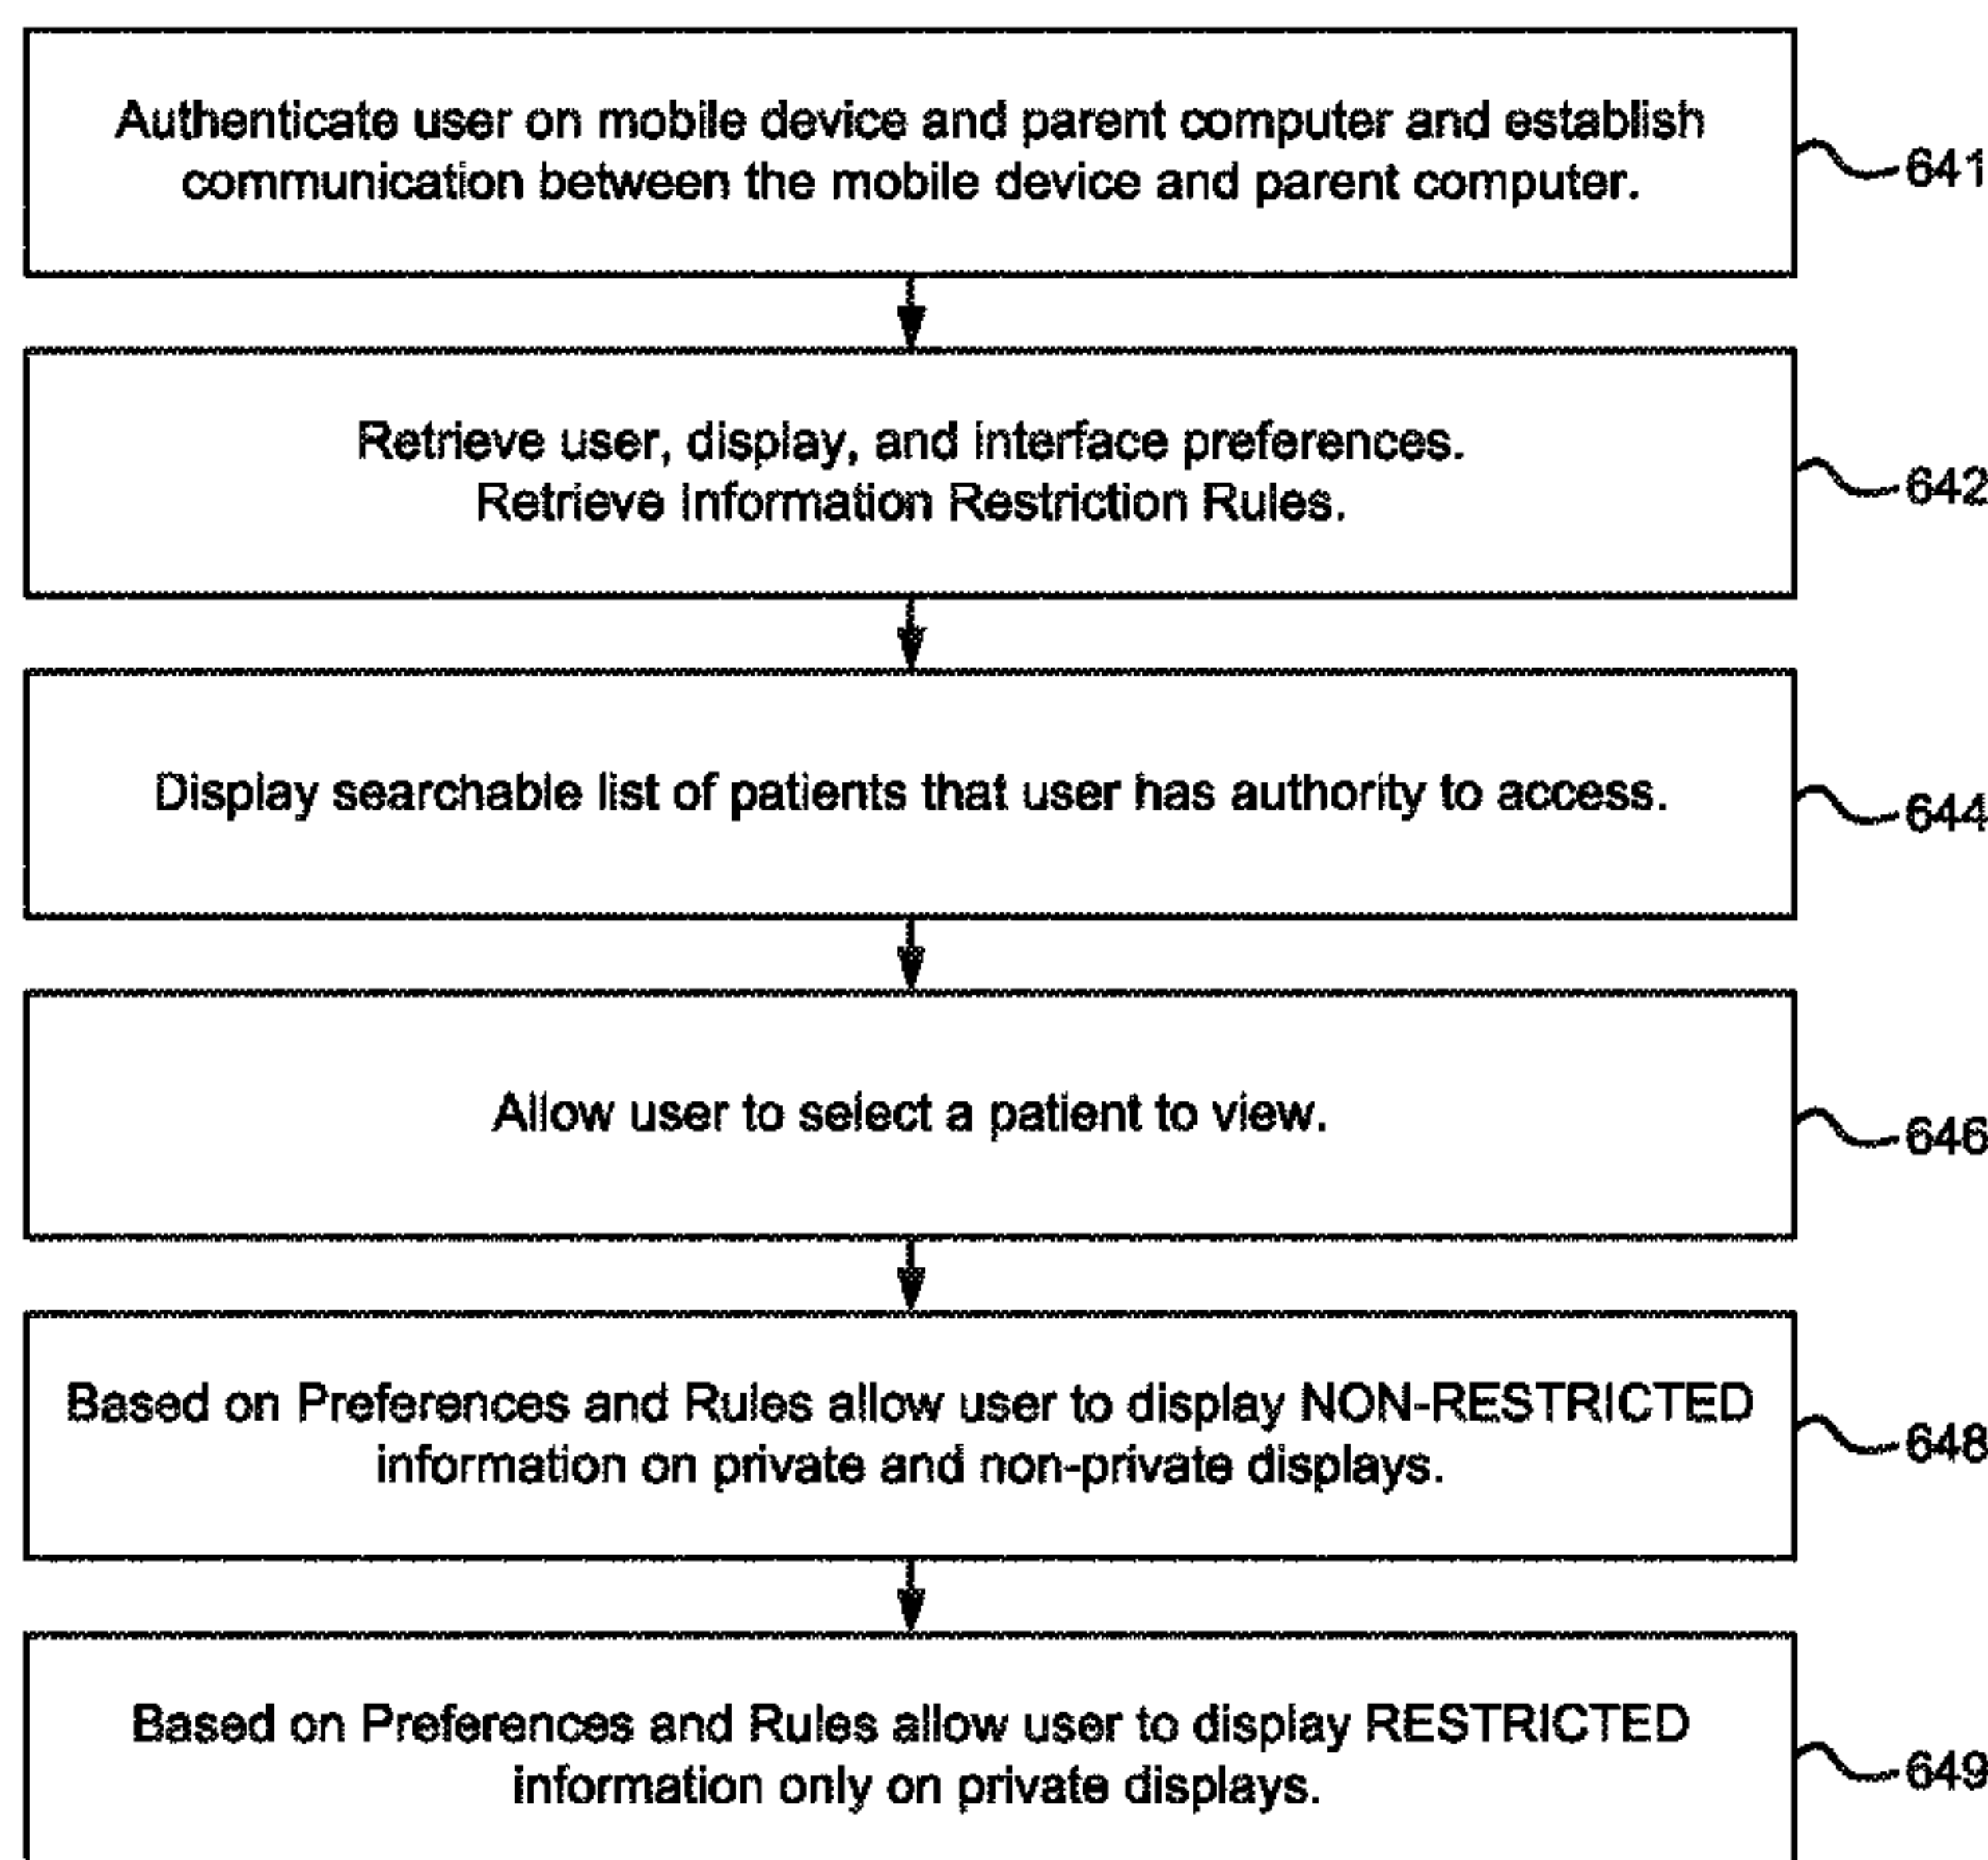 Authenticate user on mobile device and parent computer and establish
communication between the mobile device and parent computer.
641
Retrieve user, display, and interface preferences.
Retrieve Information Restriction Rules.
642
Display searchable list of patients that user has authority to access.
644
Allow user to select a patient to view.
646
Based on Preferences and Rules allow user to display NON-RESTRICTED
information on private and non-private displays.
648
Based on Preferences and Rules allow user to display RESTRICTED
information only on private displays.
649